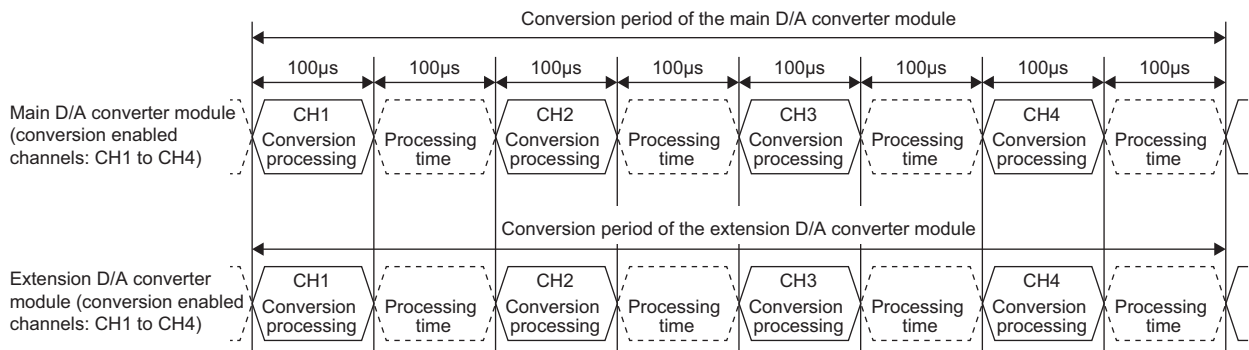 Conversion period of the main D/A converter module
100μs 100μs 100μs 100μs 100μs 100μs 100μs 100μs
Main D/A converter module
(conversion enabled
channels: CH1 to CH4)
CH1
Conversion
processing
Processing
time
CH2
Conversion
processing
Processing
time
CH3
Conversion
processing
Processing
time
CH4
Conversion
processing
Processing
time
Conversion period of the extension D/A converter module
Extension D/A converter
module (conversion enabled
channels: CH1 to CH4)
CH1
Conversion
processing
Processing
time
CH2
Conversion
processing
Processing
time
CH3
Conversion
processing
Processing
time
CH4
Conversion
processing
Processing
time